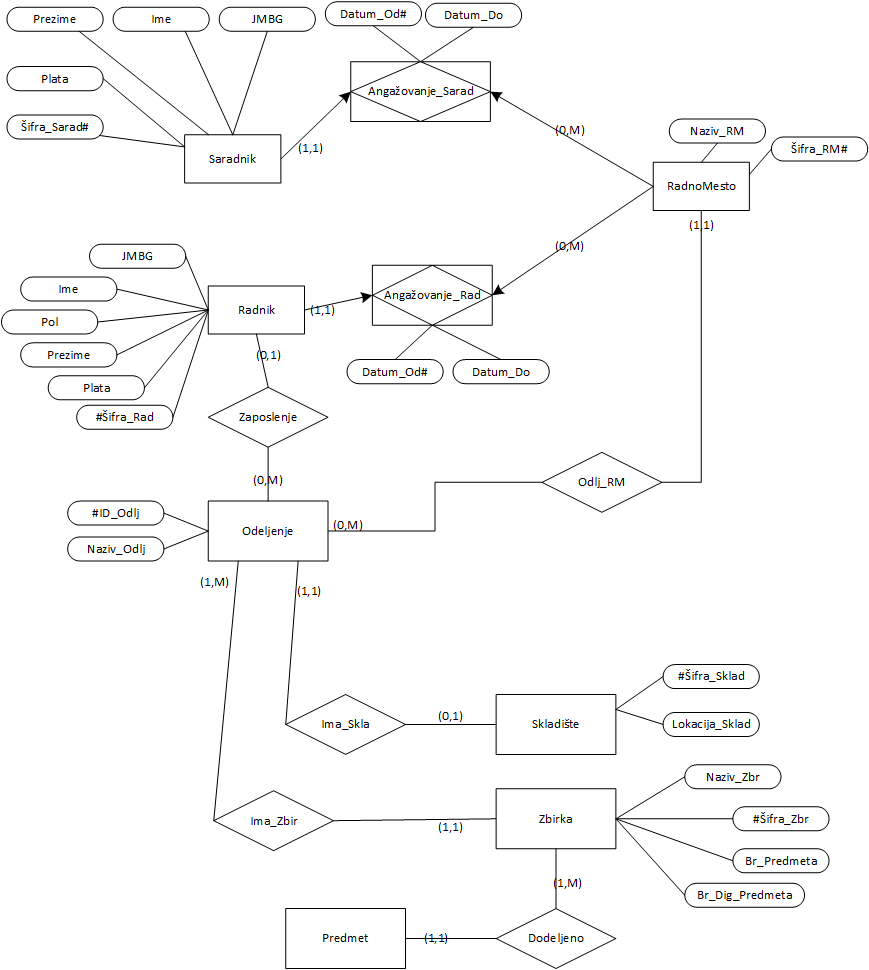 Prezime
Ime
JMBG
Datum_Od#
Datum_Do
Plata
Angažovanje_Sarad
Šifra_Sarad#
(0,M)
Naziv_RM
Šifra_RM#
Saradnik
(1,1)
RadnoMesto
(1,1)
JMBG
(0,M)
Ime
Radnik
(1,1)
Angažovanje_Rad
Pol
Prezime
(0,1)
Datum_Od#
Datum_Do
Plata
#Šifra_Rad
Zaposlenje
(0,M)
Odlj_RM
#ID_Odlj
Odeljenje
(0,M)
Naziv_Odlj
(1,M)
(1,1)
#Šifra_Sklad
Ima_Skla
(0,1)
Skladište
Lokacija_Sklad
Naziv_Zbr
Ima_Zbir
(1,1)
Zbirka
#Šifra_Zbr
Br_Predmeta
(1,M)
Br_Dig_Predmeta
Predmet
(1,1)
Dodeljeno